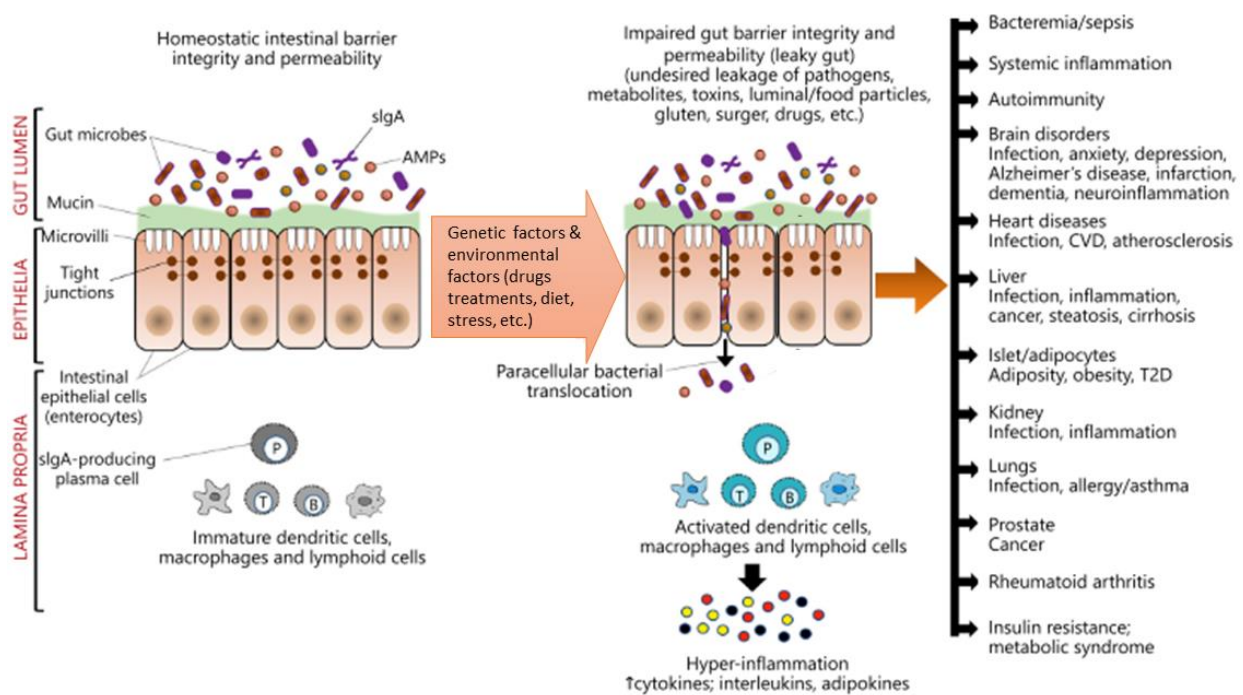 Homeostatic intestinal barrier
integrity and permeability
GUT LUMEN
Gut microbes
sIgA
AMPs
Mucin
EPITHELIA
Microvilli
Tight
junctions
LAMINA PROPRIA
Intestinal
epithelial cells
(enterocytes)
sIgA-producing
plasma cell
P
T
B
Immature dendritic cells,
macrophages and lymphoid cells
Genetic factors &
environmental
factors (drugs
treatments, diet,
stress, etc.)
Impaired gut barrier integrity and
permeability (leaky gut)
(undesired leakage of pathogens,
metabolites, toxins, luminal/food particles,
gluten, surger, drugs, etc.)
Paracellular bacterial
translocation
P
T
B
Activated dendritic cells,
macrophages and lymphoid cells
Hyper-inflammation
↑cytokines; interleukins, adipokines
Bacteremia/sepsis
Systemic inflammation
Autoimmunity
Brain disorders
Infection, anxiety, depression,
Alzheimer's disease, infarction,
dementia, neuroinflammation
Heart diseases
Infection, CVD, atherosclerosis
Liver
Infection, inflammation,
cancer, steatosis, cirrhosis
Islet/adipocytes
Adiposity, obesity, T2D
Kidney
Infection, inflammation
Lungs
Infection, allergy/asthma
Prostate
Cancer
Rheumatoid arthritis
Insulin resistance;
metabolic syndrome